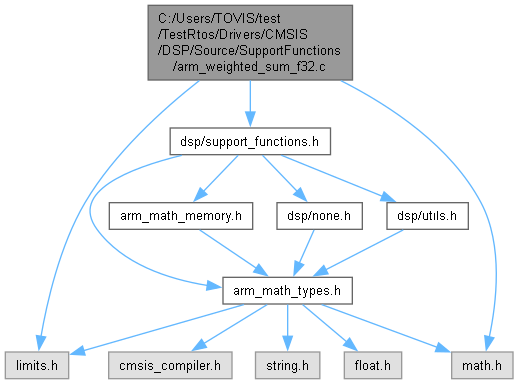 C:/Users/TOVIS/test
/TestRtos/Drivers/CMSIS
/DSP/Source/SupportFunctions
/arm_weighted_sum_f32.c
dsp/support_functions.h
arm_math_memory.h
dsp/none.h
dsp/utils.h
arm_math_types.h
limits.h
cmsis_compiler.h
string.h
float.h
math.h